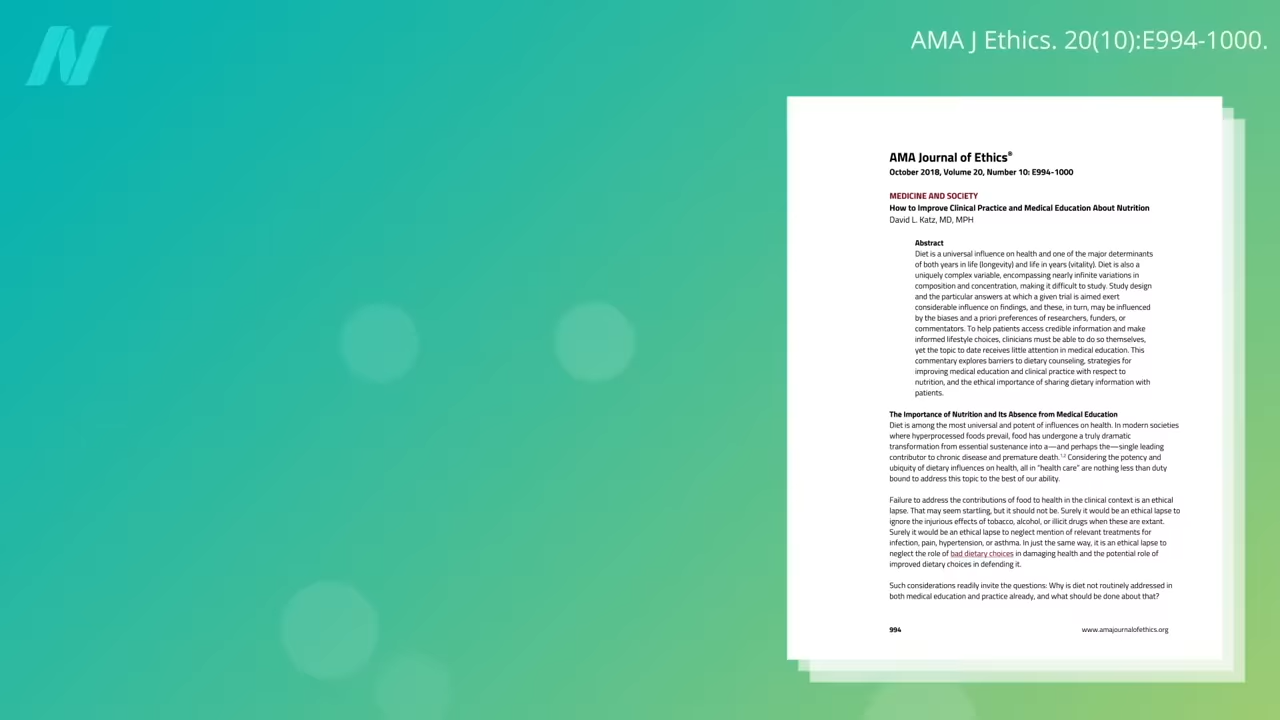 AMA J Ethics. 20(10):E994-1000.
AMA Journal of Ethics®
October 2018, Volume 20, Number 10: E994-1000
MEDICINE AND SOCIETY
How to Improve Clinical Practice and Medical Education About Nutrition
David L. Katz, MD, MPH
Abstract
Diet is a universal influence on health and one of the major determinants
of both years in life (longevity) and life in years (vitality). Diet is also a
uniquely complex variable, encompassing nearly infinite variations in
composition and concentration, making it difficult to study. Study design
and the particular answers at which a given trial is aimed exert
considerable influence on findings, and these, in turn, may be influenced
by the biases and a priori preferences of researchers, funders, or
commentators. To help patients access credible information and make
informed lifestyle choices, clinicians must be able to do so themselves,
yet the topic to date receives little attention in medical education. This
commentary explores barriers to dietary counseling, strategies for
improving medical education and clinical practice with respect to
nutrition, and the ethical importance of sharing dietary information with
patients.
The Importance of Nutrition and Its Absence from Medical Education
Diet is among the most universal and potent of influences on health. In modern societies
where hyperprocessed foods prevail, food has undergone a truly dramatic
transformation from essential sustenance into a—and perhaps the—single leading
contributor to chronic disease and premature death.1,2 Considering the potency and
ubiquity of dietary influences on health, all in "health care" are nothing less than duty
bound to address this topic to the best of our ability.
Failure to address the contributions of food to health in the clinical context is an ethical
lapse. That may seem startling, but it should not be. Surely it would be an ethical lapse to
ignore the injurious effects of tobacco, alcohol, or illicit drugs when these are extant.
Surely it would be an ethical lapse to neglect mention of relevant treatments for
infection, pain, hypertension, or asthma. In just the same way, it is an ethical lapse to
neglect the role of bad dietary choices in damaging health and the potential role of
improved dietary choices in defending it.
Such considerations readily invite the questions: Why is diet not routinely addressed in
both medical education and practice already, and what should be done about that?
994
www.amajournalofethics.org